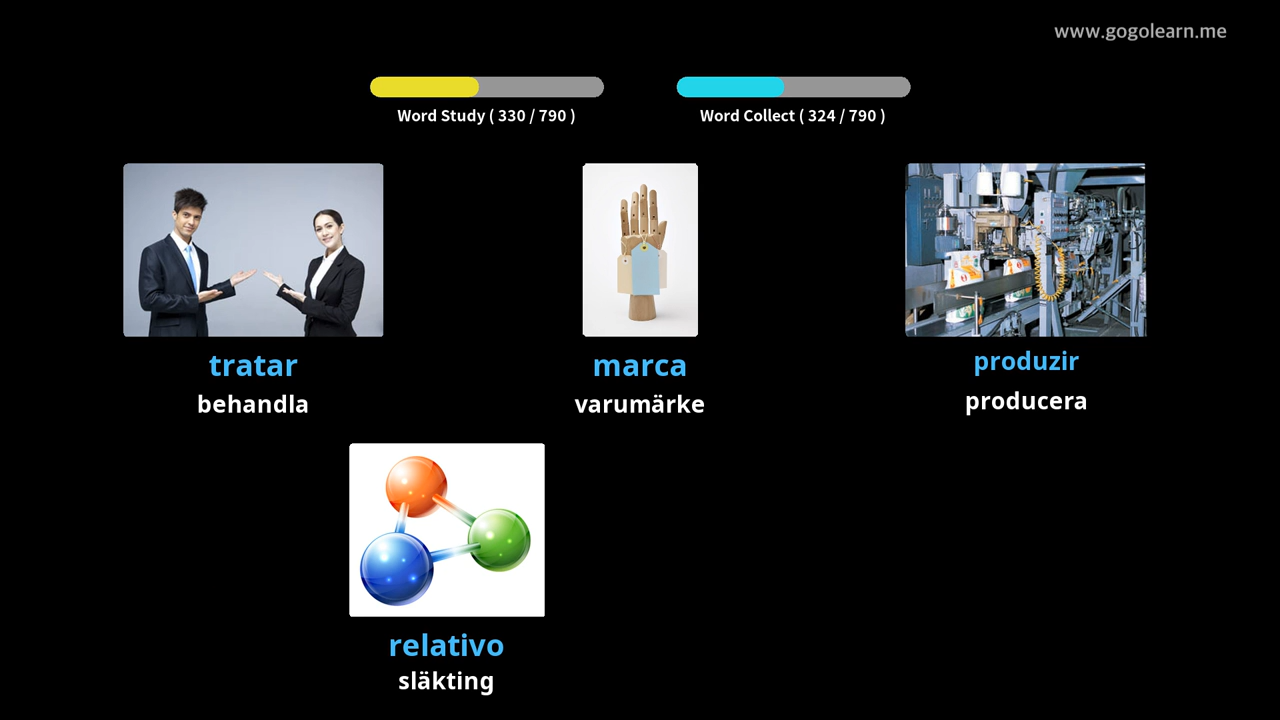 www.gogolearn.me
Word Study ( 330 / 790 )
Word Collect ( 324 / 790 )
tratar
behandla
marca
varumärke
produzir
producera
relativo
släkting